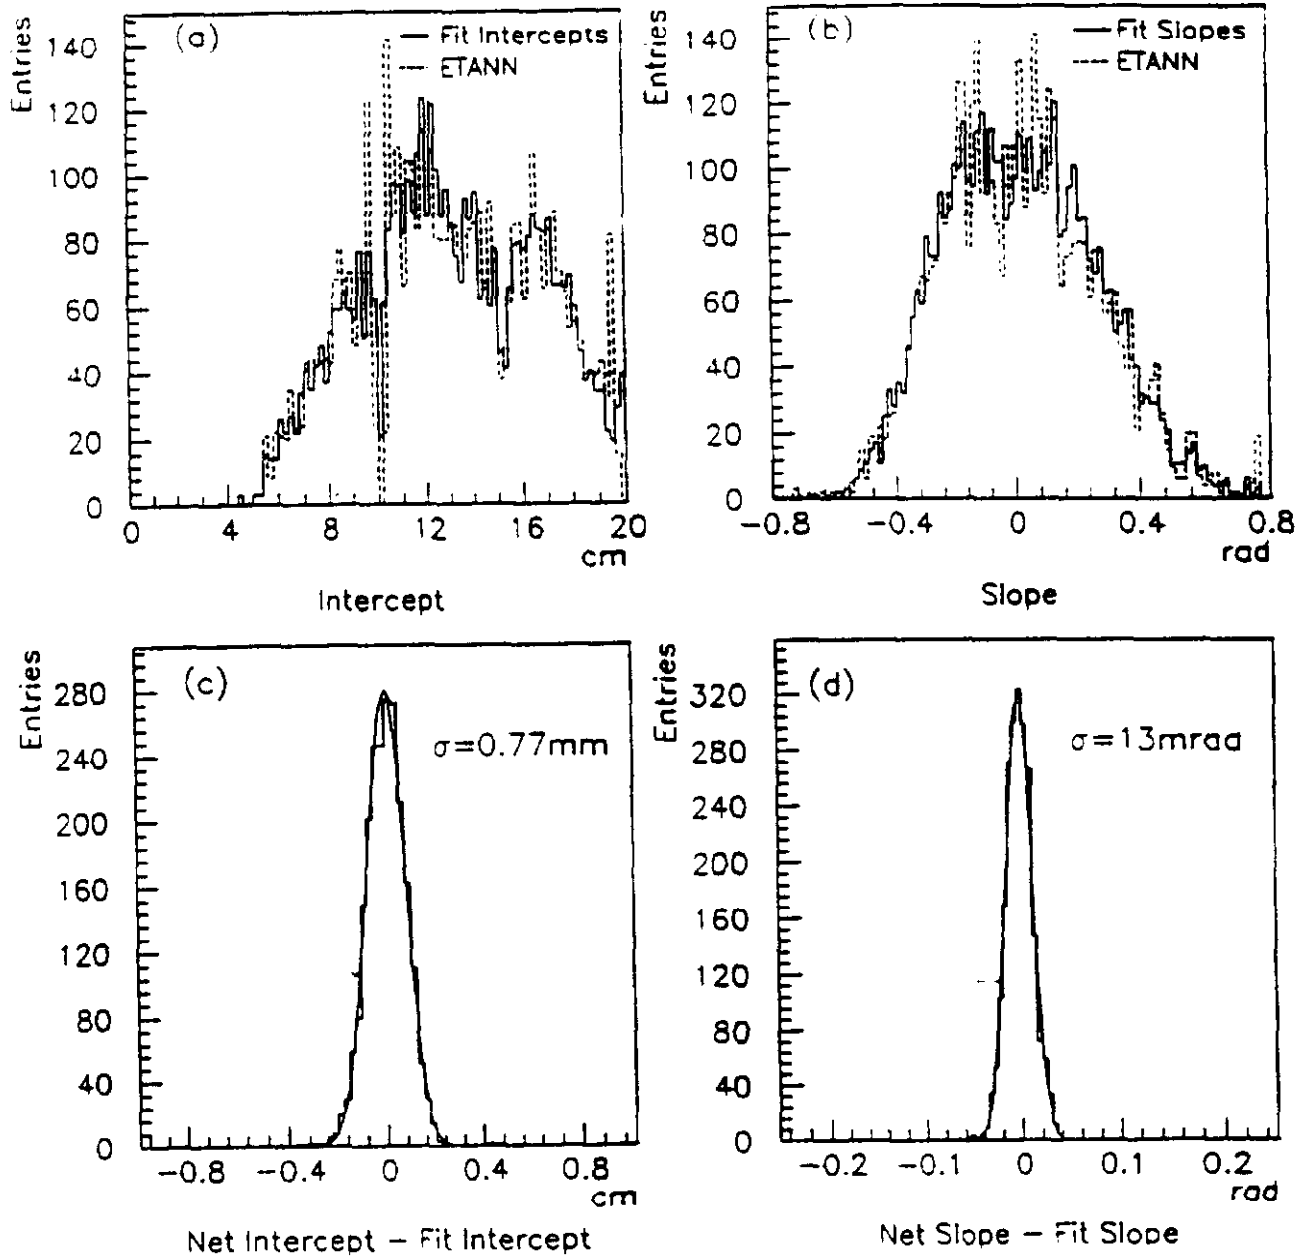 Entries
140
120
100
80
60
40
20
0
(a)
Fit Intercepts
ETANN
0 4 8 12 16 20
cm
Intercept
Entries
140
120
100
80
60
40
20
0
(b)
Fit Slopes
ETANN
−0.8 −0.4 0 0.4 0.8
rad
Slope
Entries
280
240
200
160
120
80
40
0
(c)
σ=0.77mm
−0.8 −0.4 0 0.4 0.8
cm
Net Intercept − Fit Intercept
Entries
320
280
240
200
160
120
80
40
0
(d)
σ=13mrad
−0.2 −0.1 0 0.1 0.2
rad
Net Slope − Fit Slope